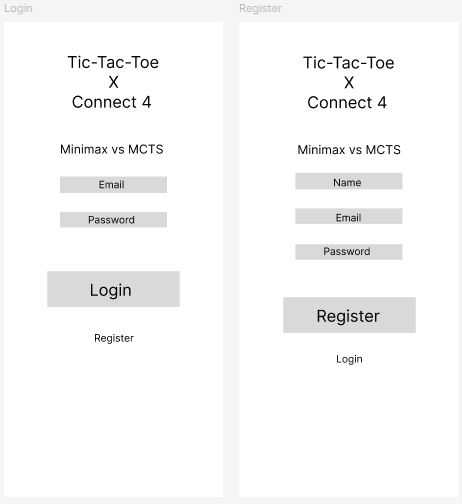 Login
Tic-Tac-Toe
X
Connect 4
Minimax vs MCTS
Email
Password
Login
Register
Register
Tic-Tac-Toe
X
Connect 4
Minimax vs MCTS
Name
Email
Password
Register
Login